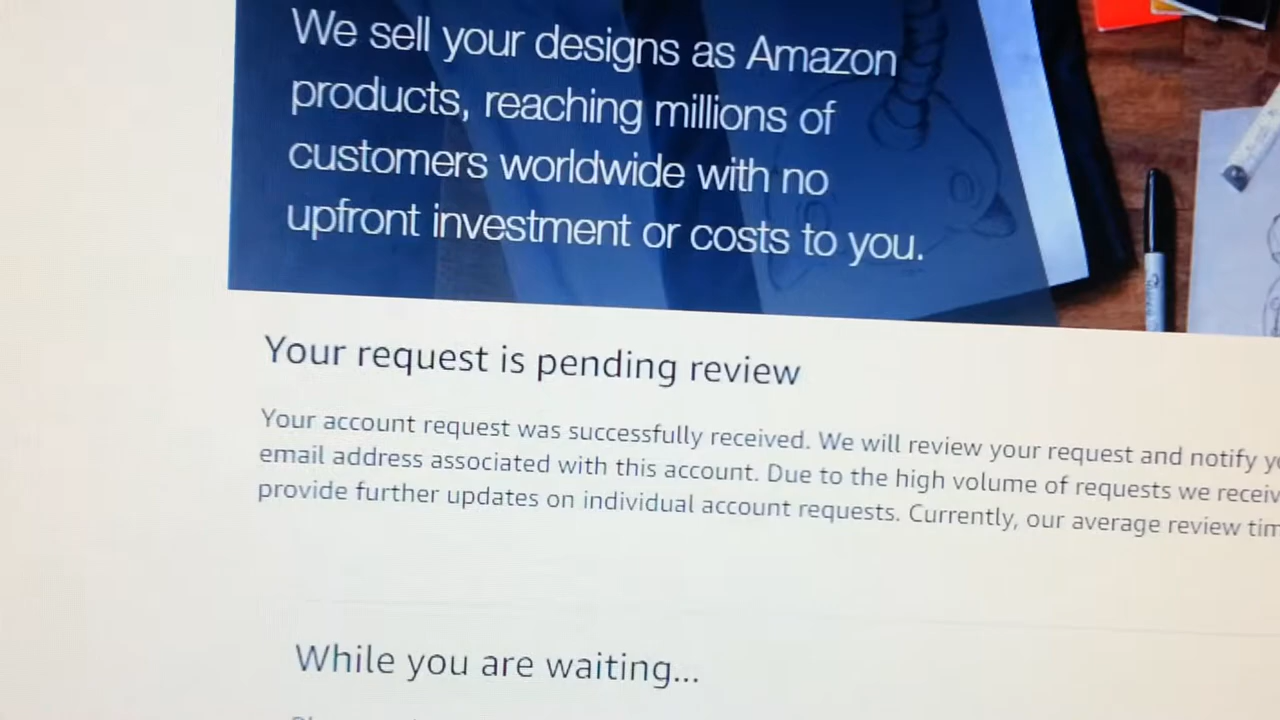 We sell your designs as Amazon
products, reaching millions of
customers worldwide with no
upfront investment or costs to you.
Your request is pending review
Your account request was successfully received. We will review your request and notify
email address associated with this account. Due to the high volume of requests we
provide further updates on individual account requests. Currently, our average review
While you are waiting...